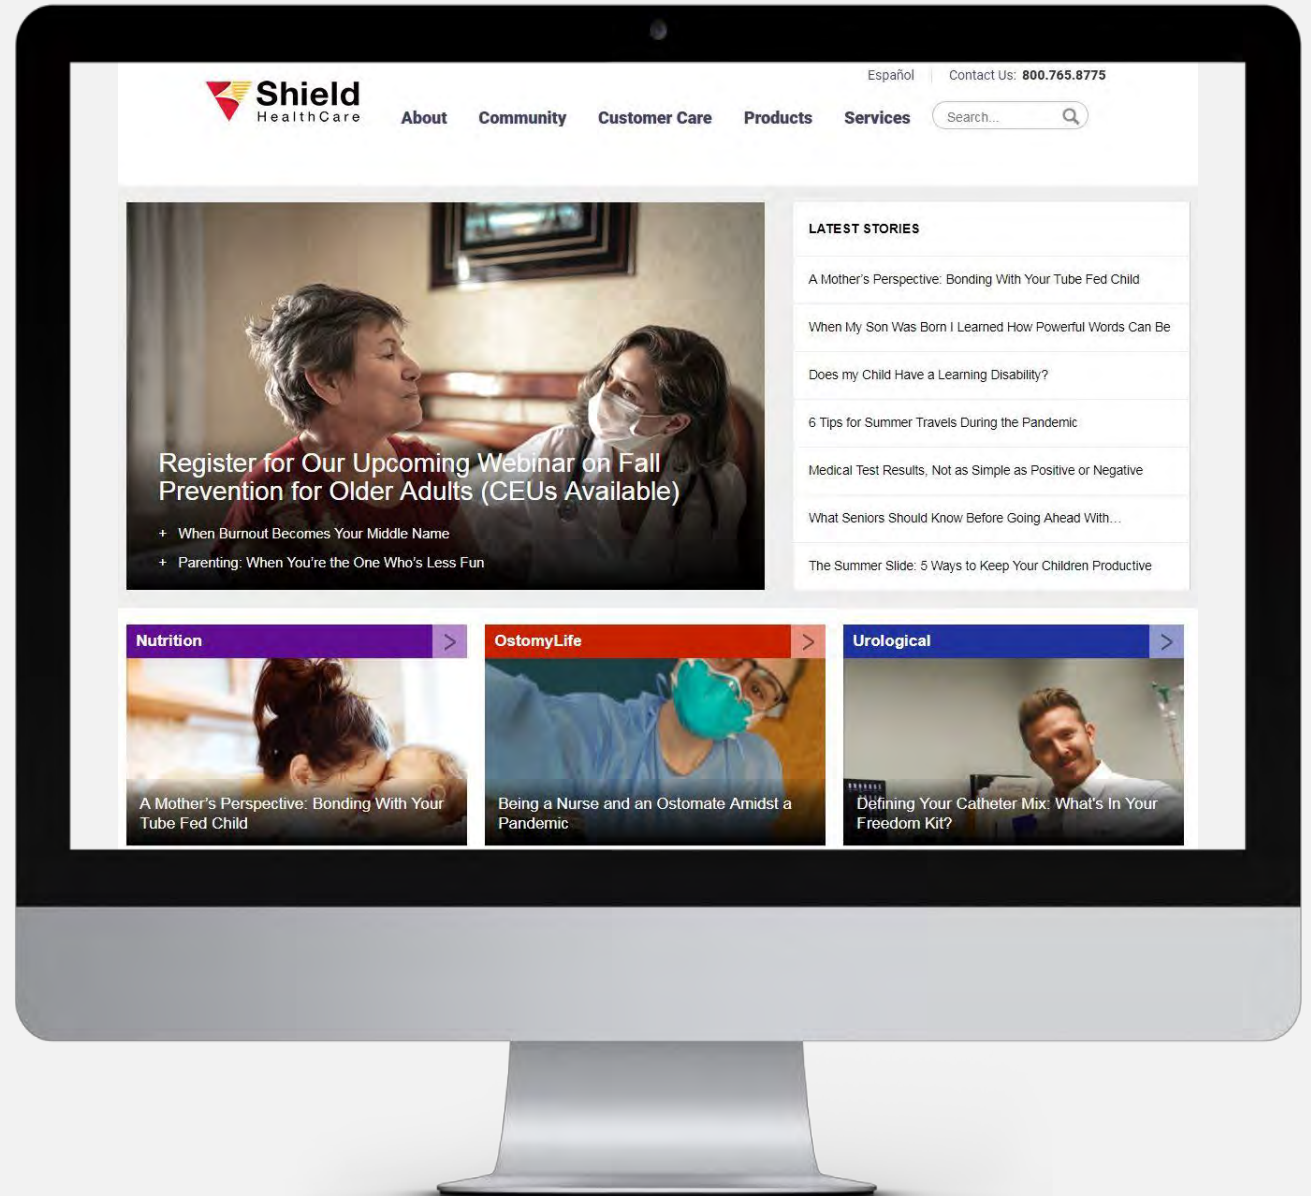 Español
Contact Us: 800.765.8775
Shield
HealthCare
About
Community
Customer Care
Products
Services
Search...
Register for Our Upcoming Webinar on Fall
Prevention for Older Adults (CEUs Available)
+ When Burnout Becomes Your Middle Name
+ Parenting: When You're the One Who's Less Fun
LATEST STORIES
A Mother's Perspective: Bonding With Your Tube Fed Child
When My Son Was Born I Learned How Powerful Words Can Be
Does my Child Have a Learning Disability?
6 Tips for Summer Travels During the Pandemic
Medical Test Results, Not as Simple as Positive or Negative
What Seniors Should Know Before Going Ahead With…
The Summer Slide: 5 Ways to Keep Your Children Productive
Nutrition >
A Mother's Perspective: Bonding With Your
Tube Fed Child
OstomyLife >
Being a Nurse and an Ostomate Amidst a
Pandemic
Urological >
Defining Your Catheter Mix: What's In Your
Freedom Kit?